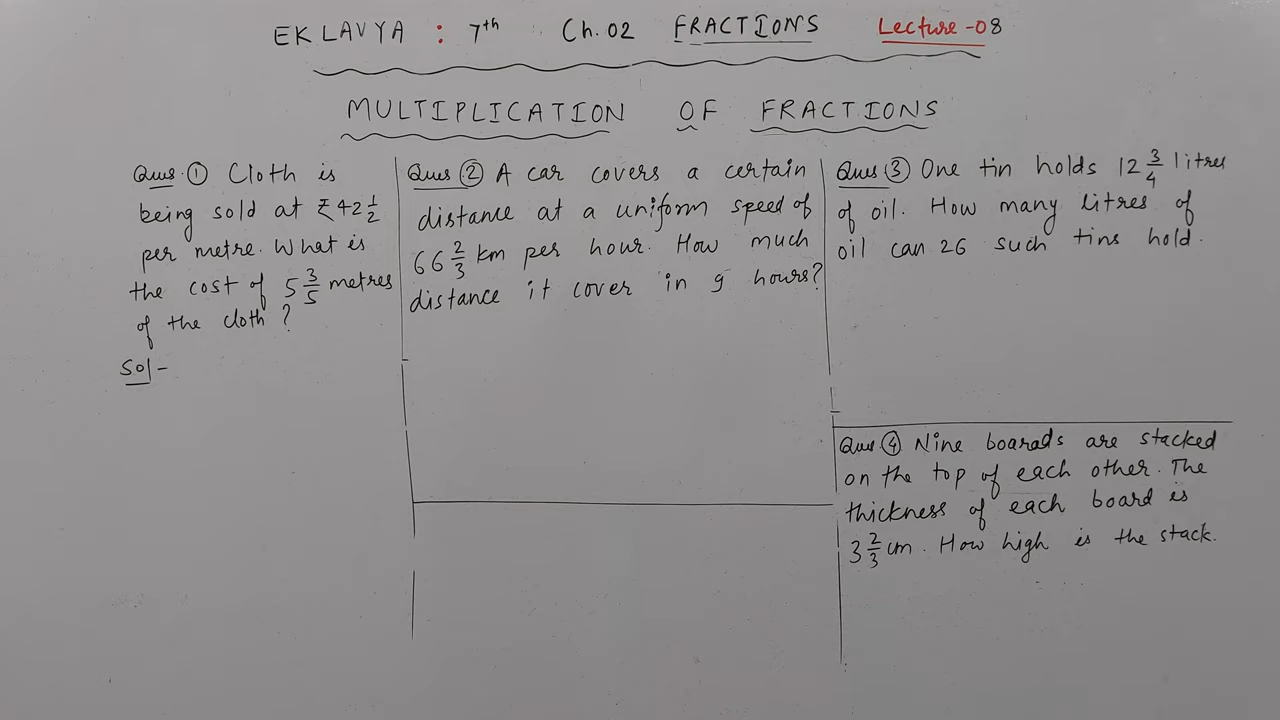 EKLAVYA : 7th Ch. 02 FRACTIONS Lecture-08
MULTIPLICATION OF FRACTIONS
Ques. ① Cloth is
being sold at ₹42 1/2
per metre. What is
the cost of 5 3/5 metres
of the cloth ?
Sol-
Ques ② A car covers a certain
distance at a uniform speed of
66 2/3 km per hour. How much
distance it cover in 9 hours?
Ques ③ One tin holds 12 3/4 litres
of oil. How many litres of
oil can 26 such tins hold.
Ques. ④ Nine boarads are stacked
on the top of each other. The
thickness of each board is
3 2/3 cm. How high is the stack.